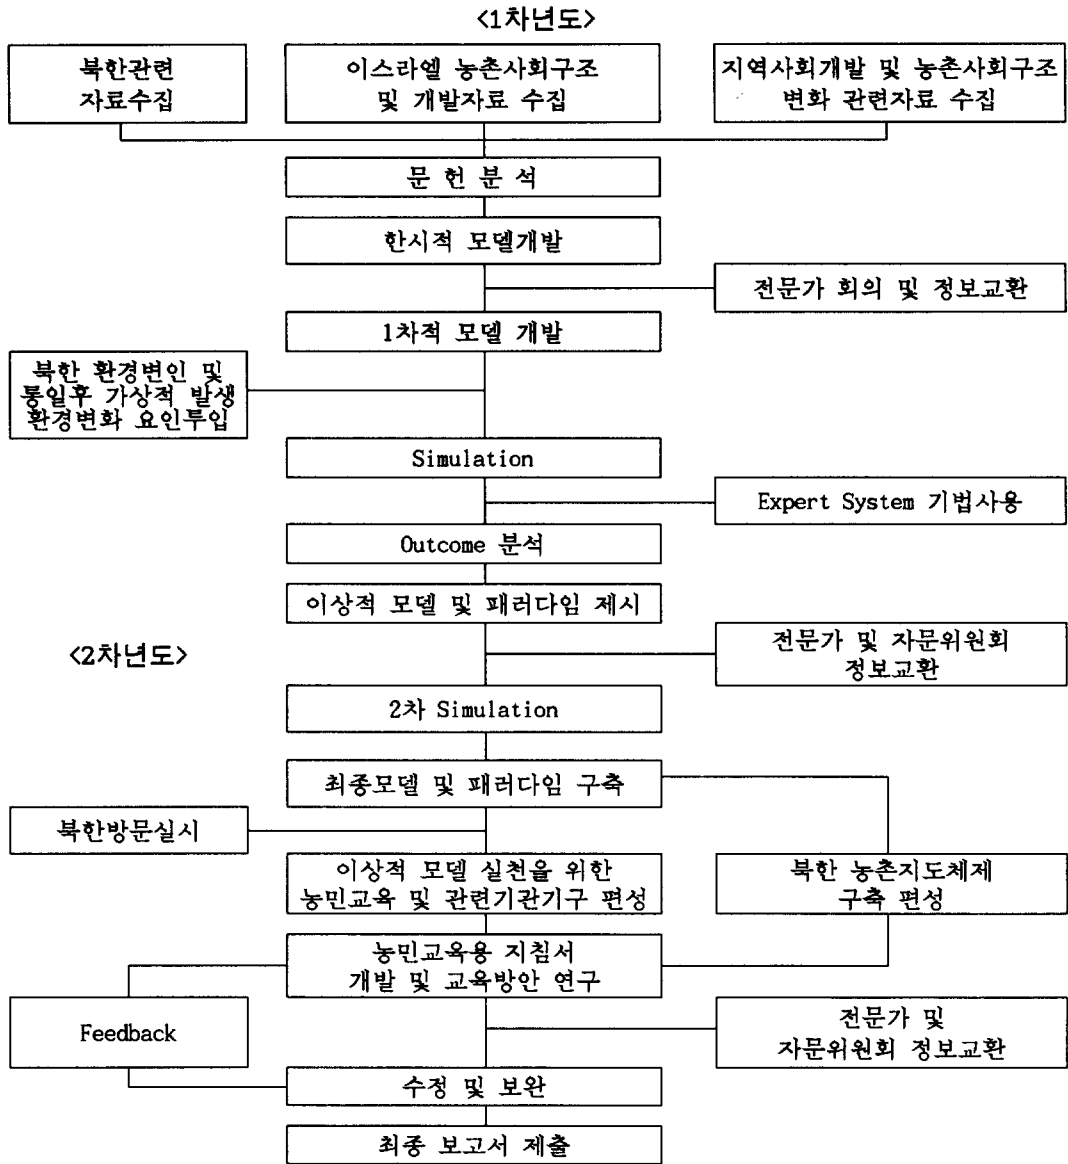 <1차년도>
북한관련
자료수집
이스라엘 농촌사회구조
및 개발자료 수집
지역사회개발 및 농촌사회구조
변화 관련자료 수집
문 헌 분 석
한시적 모델개발
전문가 회의 및 정보교환
1차적 모델 개발
북한 환경변인 및
통일후 가상적 발생
환경변화 요인투입
Simulation
Expert System 기법사용
Outcome 분석
이상적 모델 및 패러다임 제시
<2차년도>
전문가 및 자문위원회
정보교환
2차 Simulation
최종모델 및 패러다임 구축
북한방문실시
이상적 모델 실천을 위한
농민교육 및 관련기관기구 편성
북한 농촌지도체제
구축 편성
농민교육용 지침서
개발 및 교육방안 연구
Feedback
전문가 및
자문위원회 정보교환
수정 및 보완
최종 보고서 제출